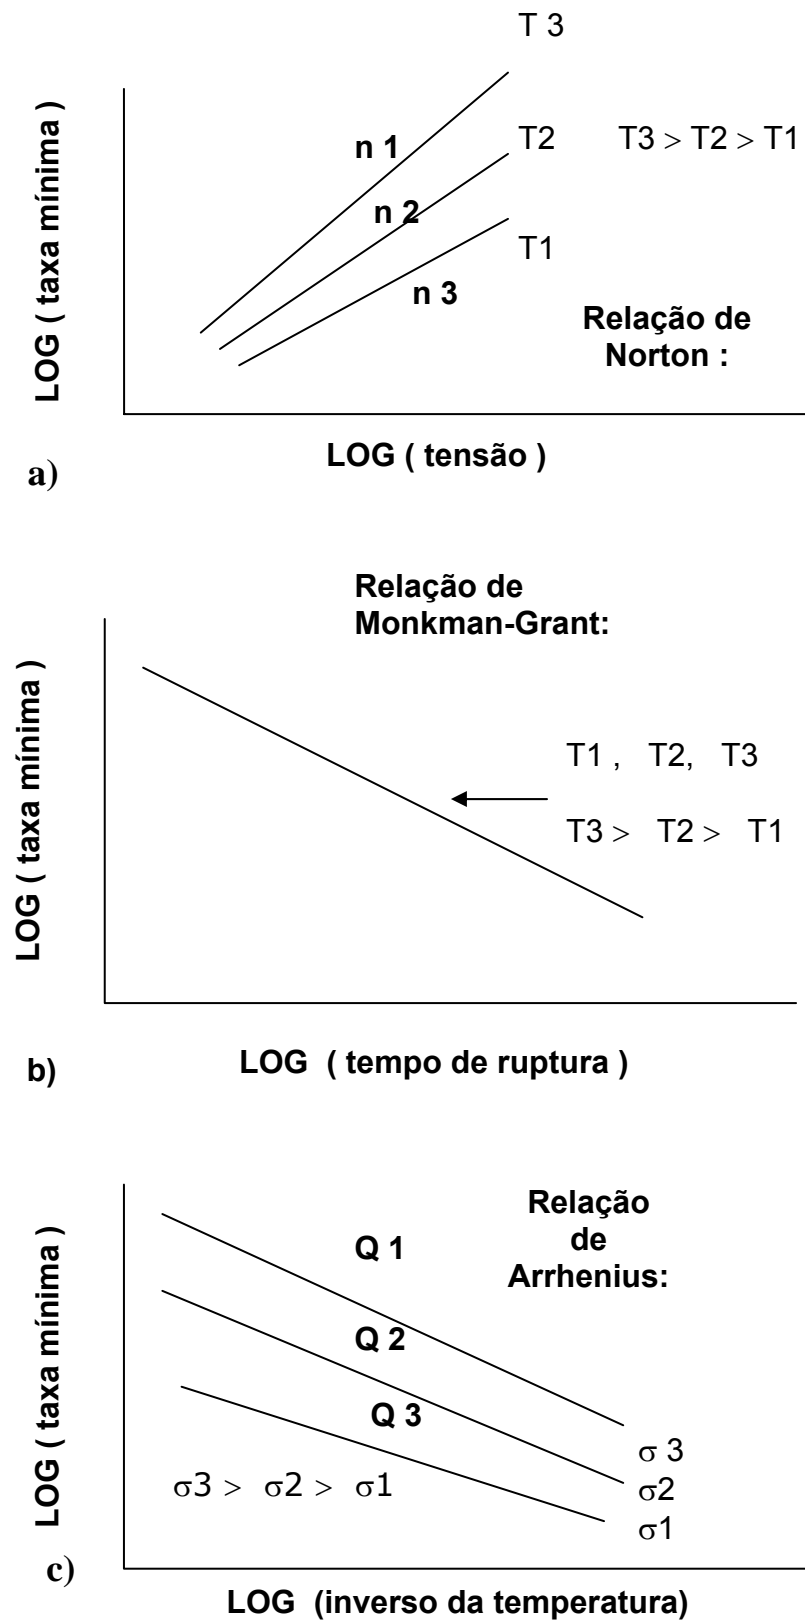 T 3
LOG ( taxa mínima )
n 1
T2
T3 > T2 > T1
n 2
T1
n 3
Relação de
Norton :
LOG ( tensão )
a)
Relação de
Monkman-Grant:
LOG ( taxa mínima )
T1 , T2, T3
T3 > T2 > T1
LOG ( tempo de ruptura )
b)
Relação
de
Arrhenius:
LOG ( taxa mínima )
Q 1
Q 2
Q 3
σ 3
σ3 > σ2 > σ1
σ2
σ1
c)
LOG (inverso da temperatura)